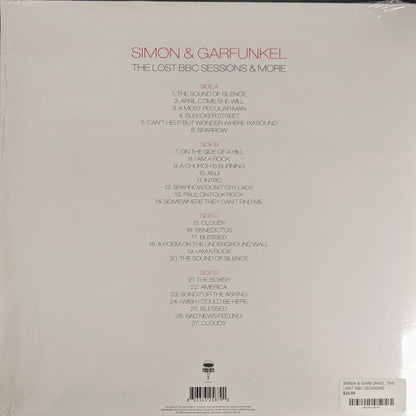 SIMON & GARFUNKEL
THE LOST BBC SESSIONS & MORE
SIDE A
1. THE SOUND OF SILENCE
2. APRIL COME SHE WILL
3. A MOST PECULIAR MAN
4. BLEECKER STREET
5. CAN'T HELP BUT WONDER WHERE I'M BOUND
6. SPARROW
SIDE B
7. ON THE SIDE OF A HILL
8. I AM A ROCK
9. A CHURCH IS BURNING
10. ANJI
11. INTRO
12. SPARROW/DON'T CRY LADY
13. PAUL ON FOLK ROCK
14. SOMEWHERE THEY CAN'T FIND ME
SIDE C
15. CLOUDY
16. BENEDICTUS
17. BLESSED
18. A POEM ON THE UNDERGROUND WALL
19. I AM A ROCK
20. THE SOUND OF SILENCE
SIDE D
21. THE BOXER
22. AMERICA
23. SONG FOR THE ASKING
24. I WISH I COULD BE HERE
25. BLESSED
26. BAD NEWS FEELING
27. CLOUDY
SIMON & GARFUNKEL THE
LOST BBC SESSIONS